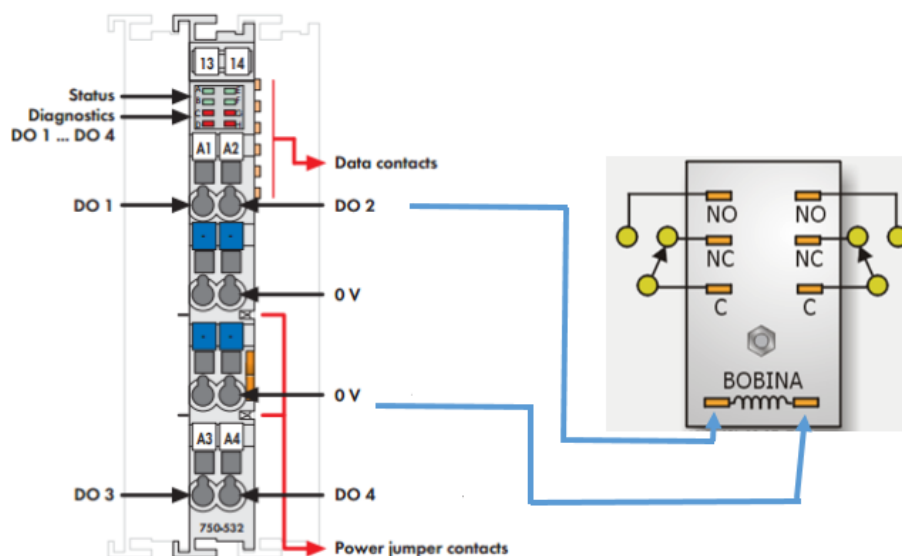 13 14
A E
B F
C G
D H
Status
Diagnostics
DO 1 ... DO 4
A1 A2
Data contacts
DO 1
DO 2
- -
0 V
- -
0 V
A3 A4
DO 3
DO 4
750-532
Power jumper contacts
NO NO
NC NC
C C
BOBINA